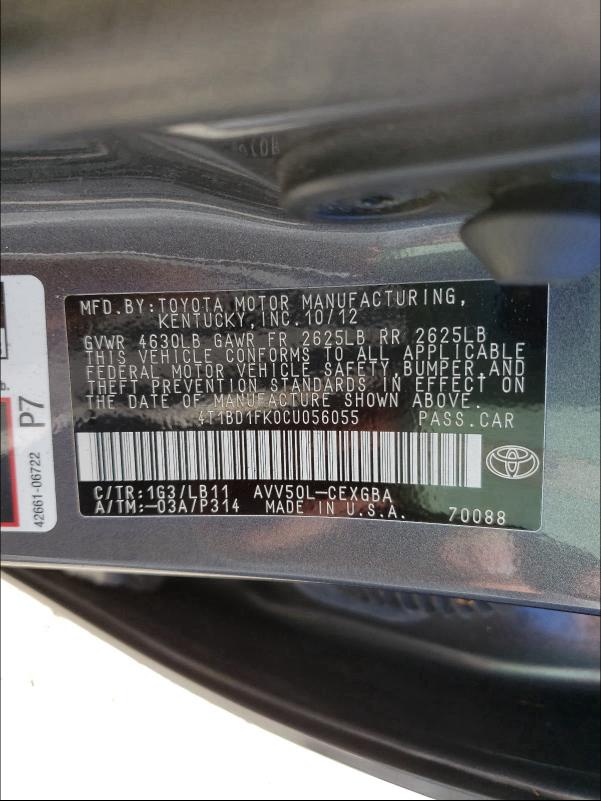 MFD.BY:TOYOTA MOTOR MANUFACTURING,
KENTUCKY, INC. 10/12
GVWR 4630LB GAWR FR 2625LB RR 2625LB
THIS VEHICLE CONFORMS TO ALL APPLICABLE
FEDERAL MOTOR VEHICLE SAFETY,BUMPER,AND
THEFT PREVENTION STANDARDS IN EFFECT ON
THE DATE OF MANUFACTURE SHOWN ABOVE.
4T1BD1FK0CU056055 PASS.CAR
C/TR:1G3/LB11 AVV50L-CEXGBA
A/TM:-03A/P314 MADE IN U.S.A. 70088
P7
42661-06722